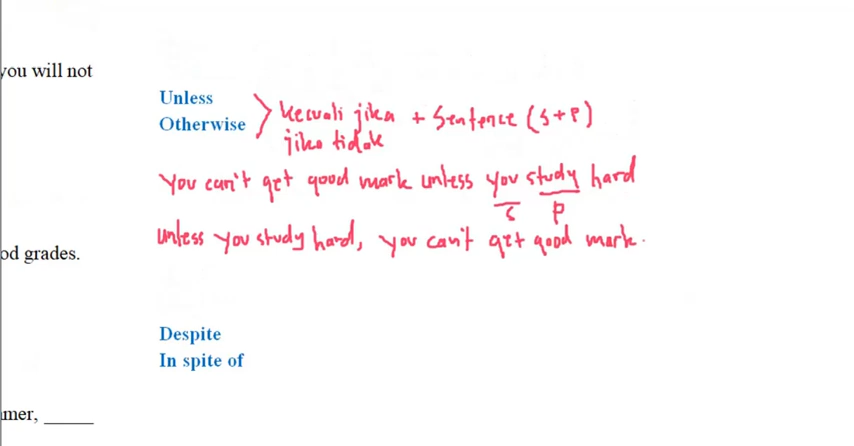 you will not
Unless
Otherwise
kecuali jika + Sentence (S+P)
jika tidak
You can't get good mark unless you study hard
S P
unless you study hard, you can't get good mark.
od grades.
Despite
In spite of
mer, ______